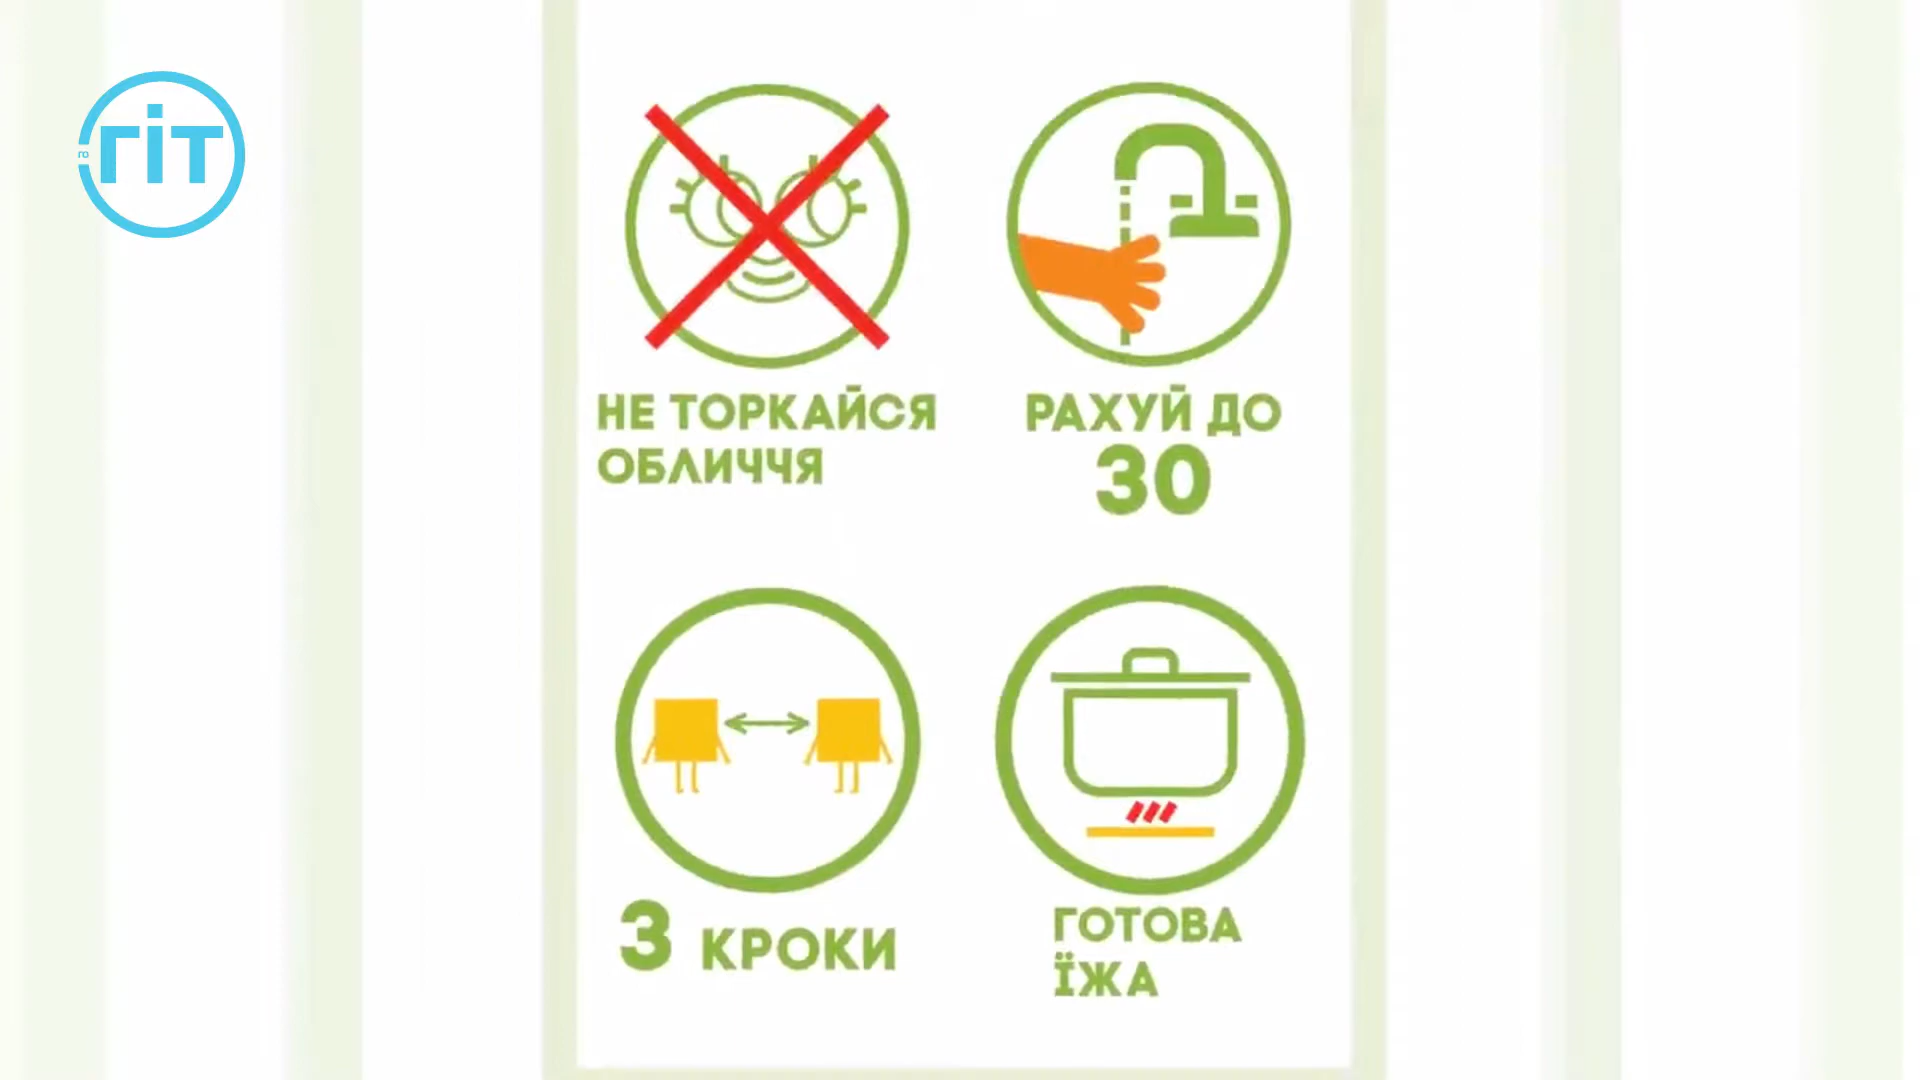 а гіт
НЕ ТОРКАЙСЯ
ОБЛИЧЧЯ
РАХУЙ ДО
30
3 КРОКИ
ГОТОВА
ЇЖА